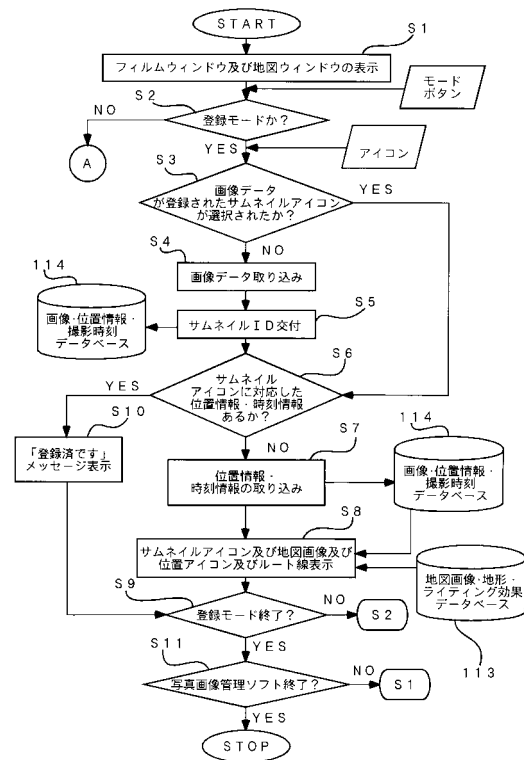 START
S1
フィルムウィンドウ及び地図ウィンドウの表示
モード
ボタン
S2
NO
登録モードか?
A
YES
アイコン
S3
画像データ
が登録されたサムネイルアイコン
が選択されたか?
YES
NO
S4
画像データ取り込み
114
画像・位置情報・
撮影時刻
データベース
S5
サムネイルID交付
S6
サムネイル
アイコンに対応した
位置情報・時刻情報
あるか?
YES
S10
「登録済です」
メッセージ表示
NO
S7
位置情報・
時刻情報の取り込み
114
画像・位置情報・
撮影時刻
データベース
S8
サムネイルアイコン及び地図画像及び
位置アイコン及びルート線表示
地図画像・地形・
ライティング効果
データベース
113
S9
登録モード終了?
NO
S2
YES
S11
写真画像管理ソフト終了?
NO
S1
YES
STOP